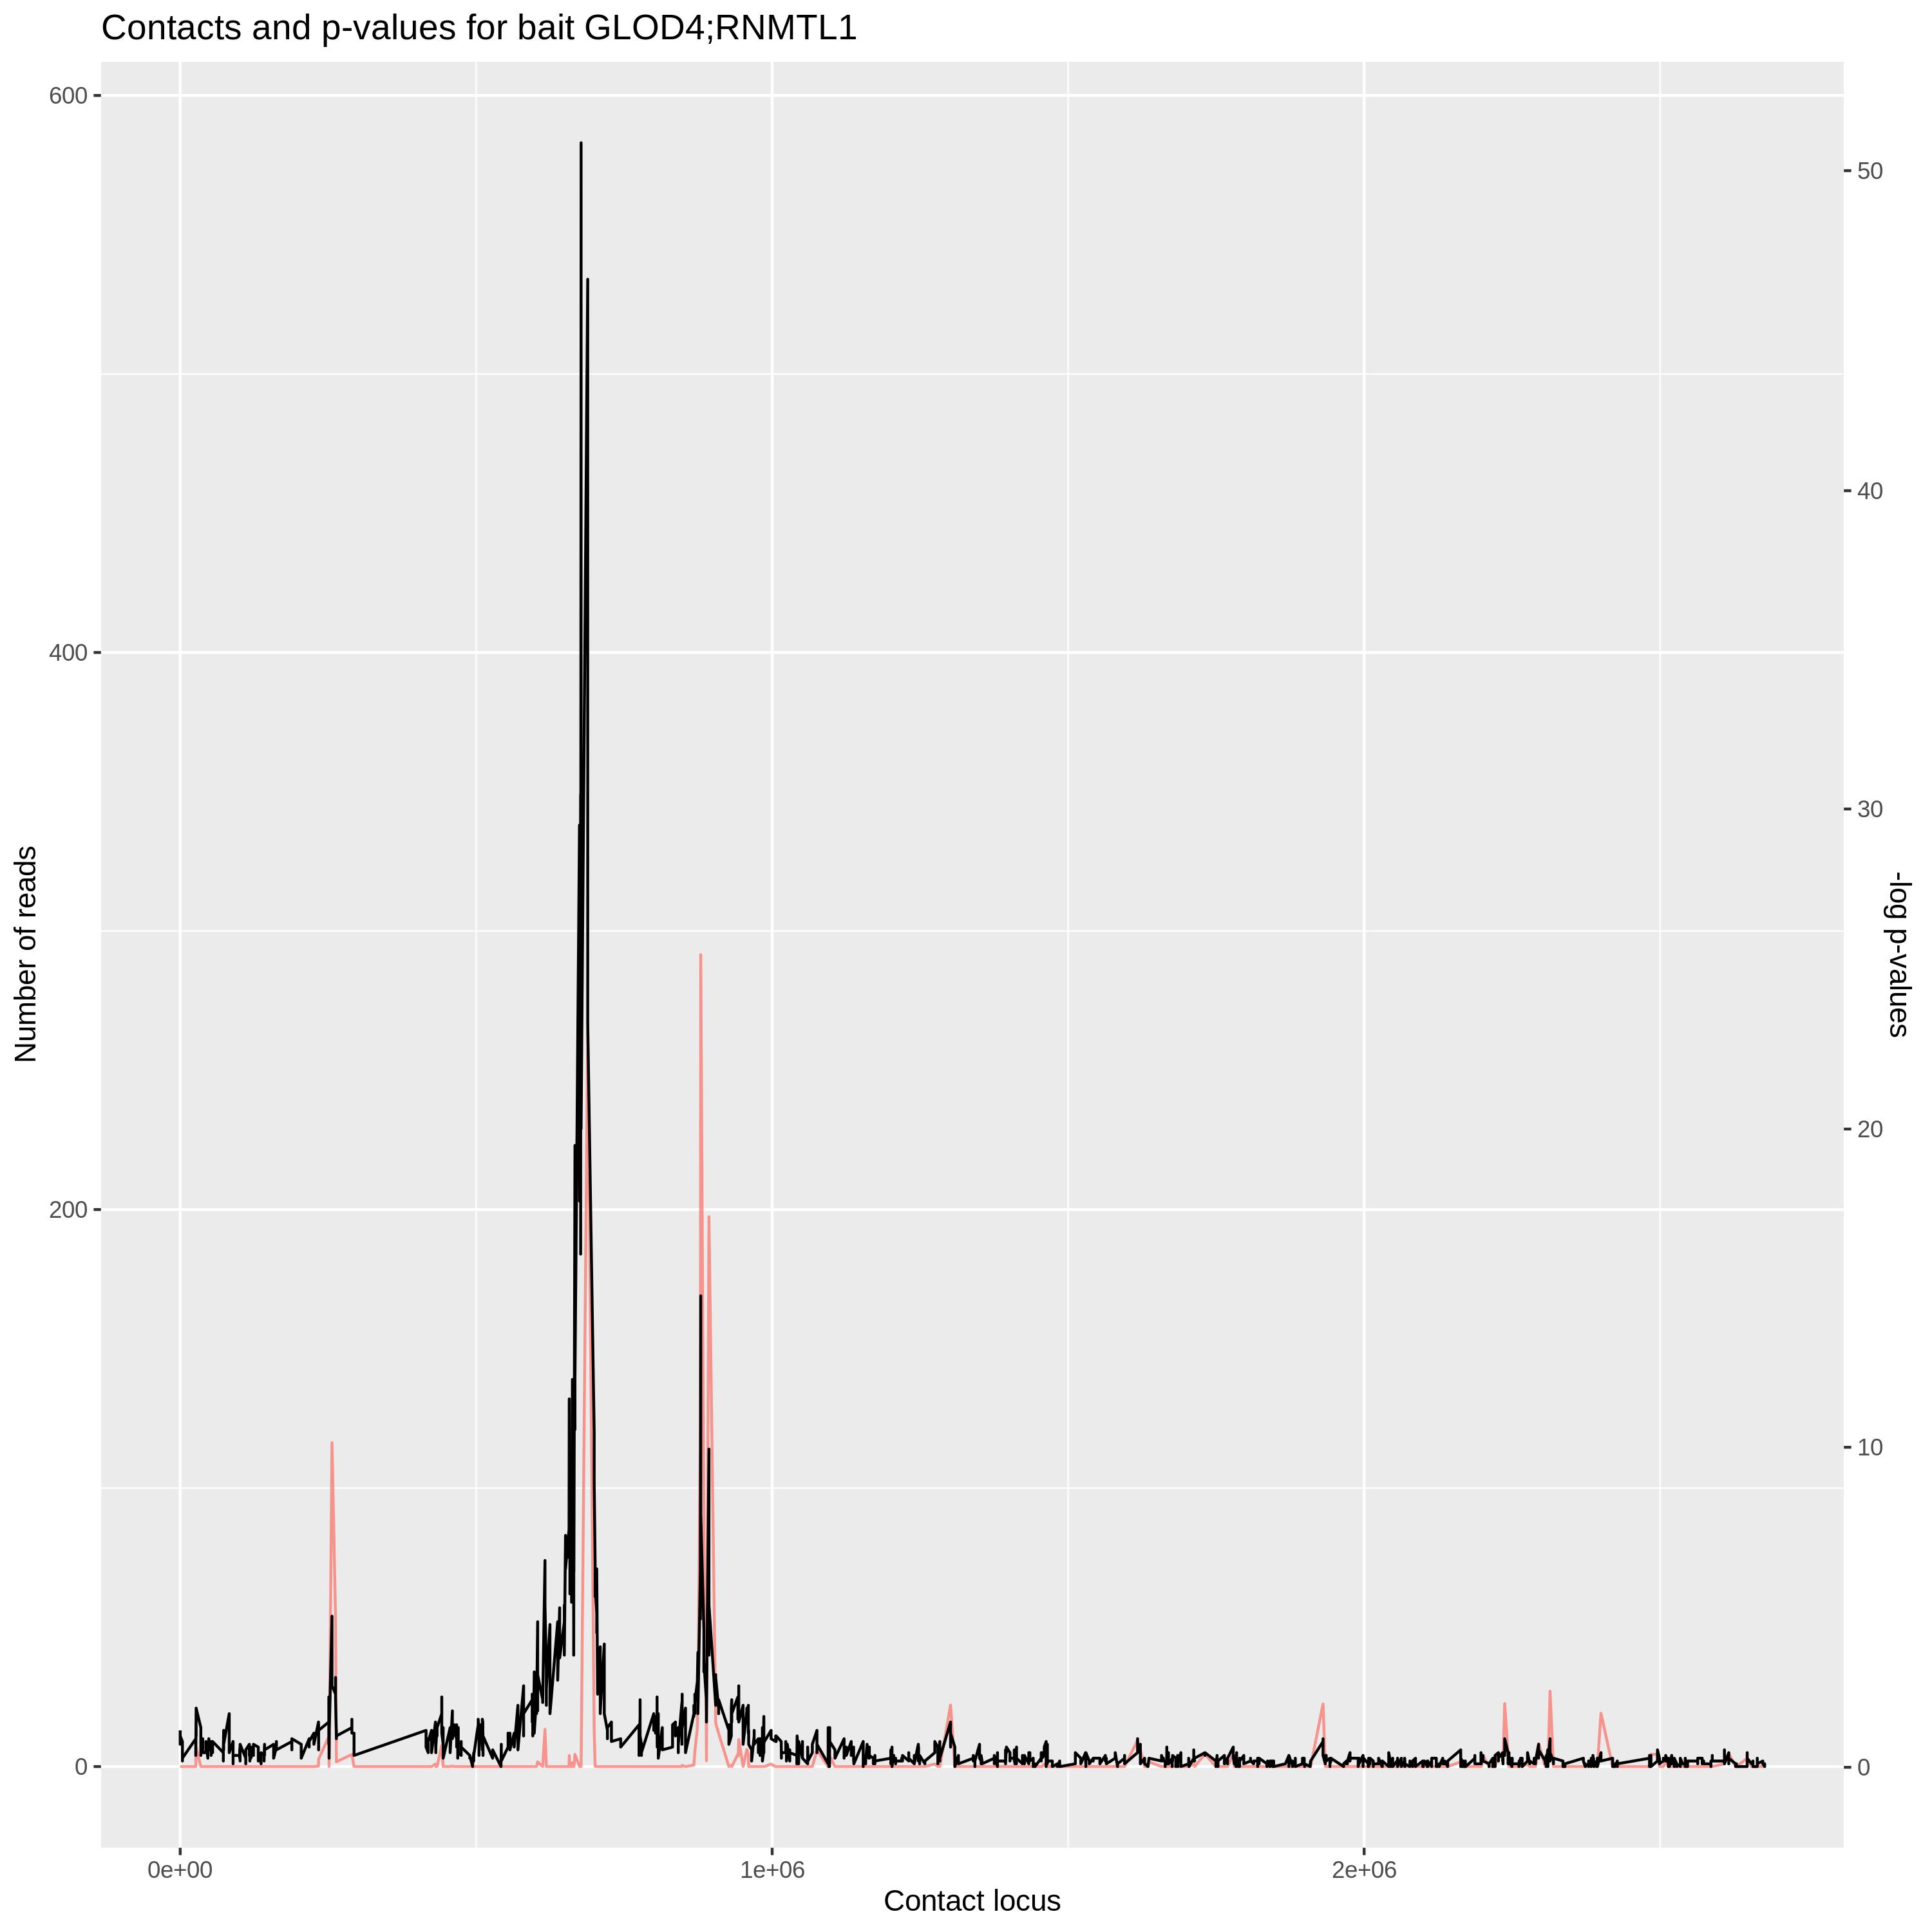 Contacts and p-values for bait GLOD4;RNMTL1
600
400
200
0
Number of reads
50
40
30
20
10
0
-log p-values
0e+00
1e+06
2e+06
Contact locus